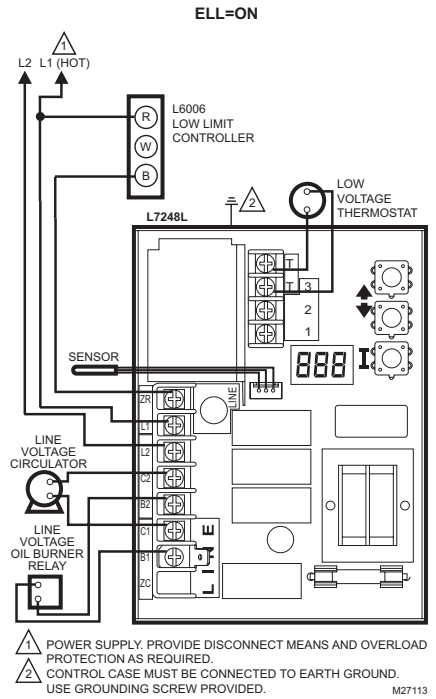 ELL=ON
1
L2 L1 (HOT)
R
W
B
L6006
LOW LIMIT
CONTROLLER
2
LOW
VOLTAGE
THERMOSTAT
L7248L
T
T 3
2
1
888
SENSOR
LINE
ZR
L1
L2
C2
B2
C1
B1
ZC
LINE
LINE
VOLTAGE
CIRCULATOR
LINE
VOLTAGE
OIL BURNER
RELAY
1 POWER SUPPLY. PROVIDE DISCONNECT MEANS AND OVERLOAD
PROTECTION AS REQUIRED.
2 CONTROL CASE MUST BE CONNECTED TO EARTH GROUND.
USE GROUNDING SCREW PROVIDED.
M27113